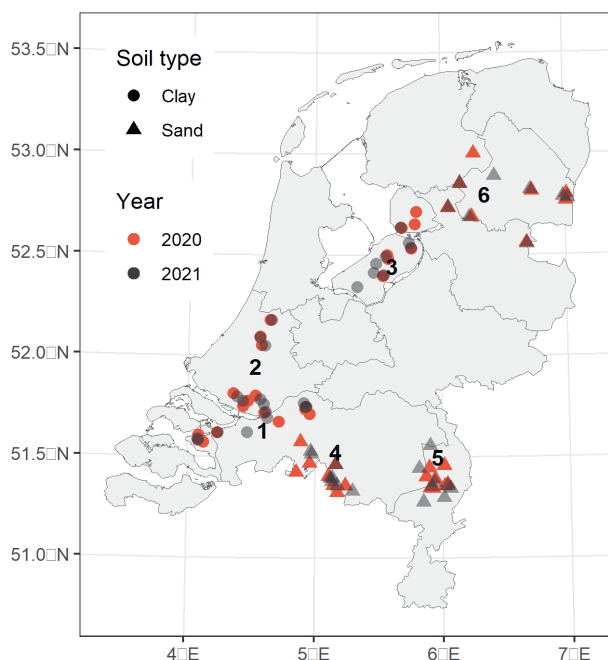 53.5□N
Soil type
Clay
Sand
53.0□N
6
Year
2020
2021
52.5□N
3
52.0□N
2
1
4
5
51.5□N
51.0□N
4□E
5□E
6□E
7□E